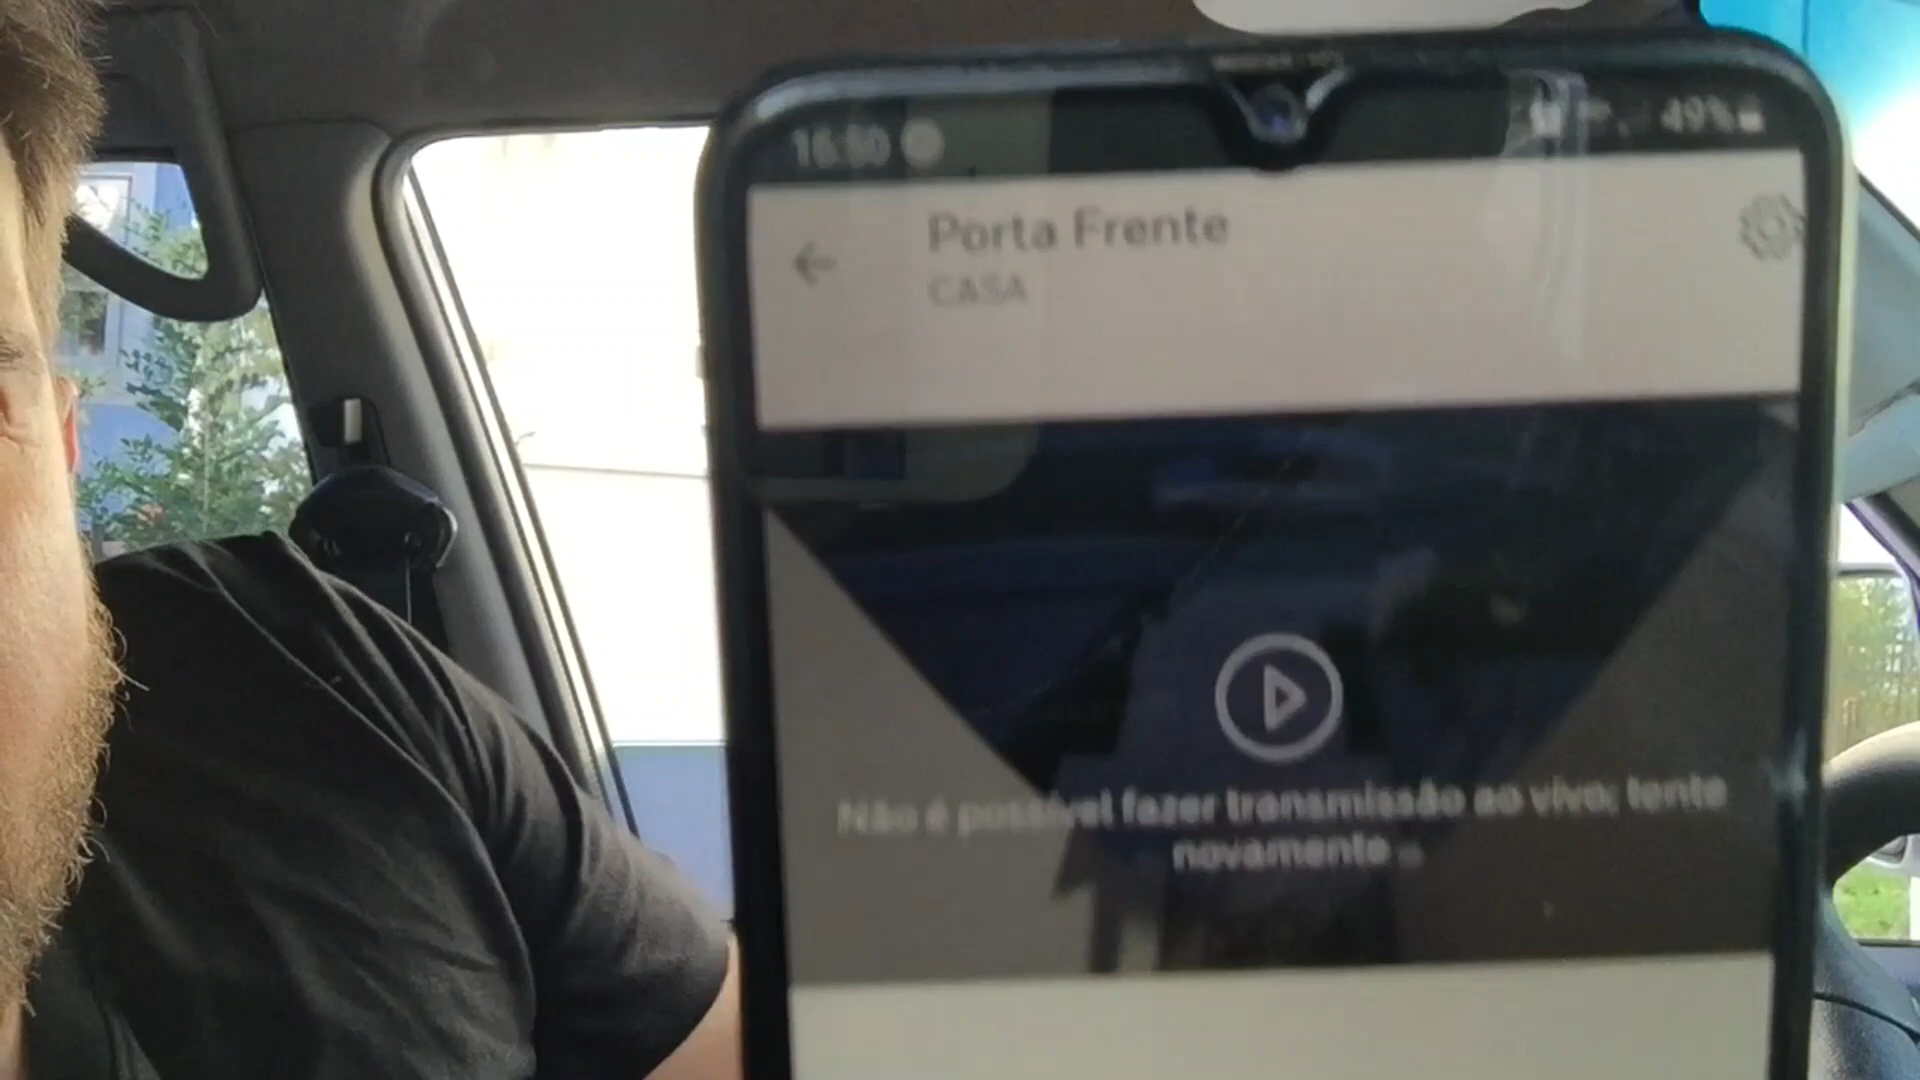 16:50
49%
Porta Frente
CASA
Não é possível fazer transmissão ao vivo; tente
novamente